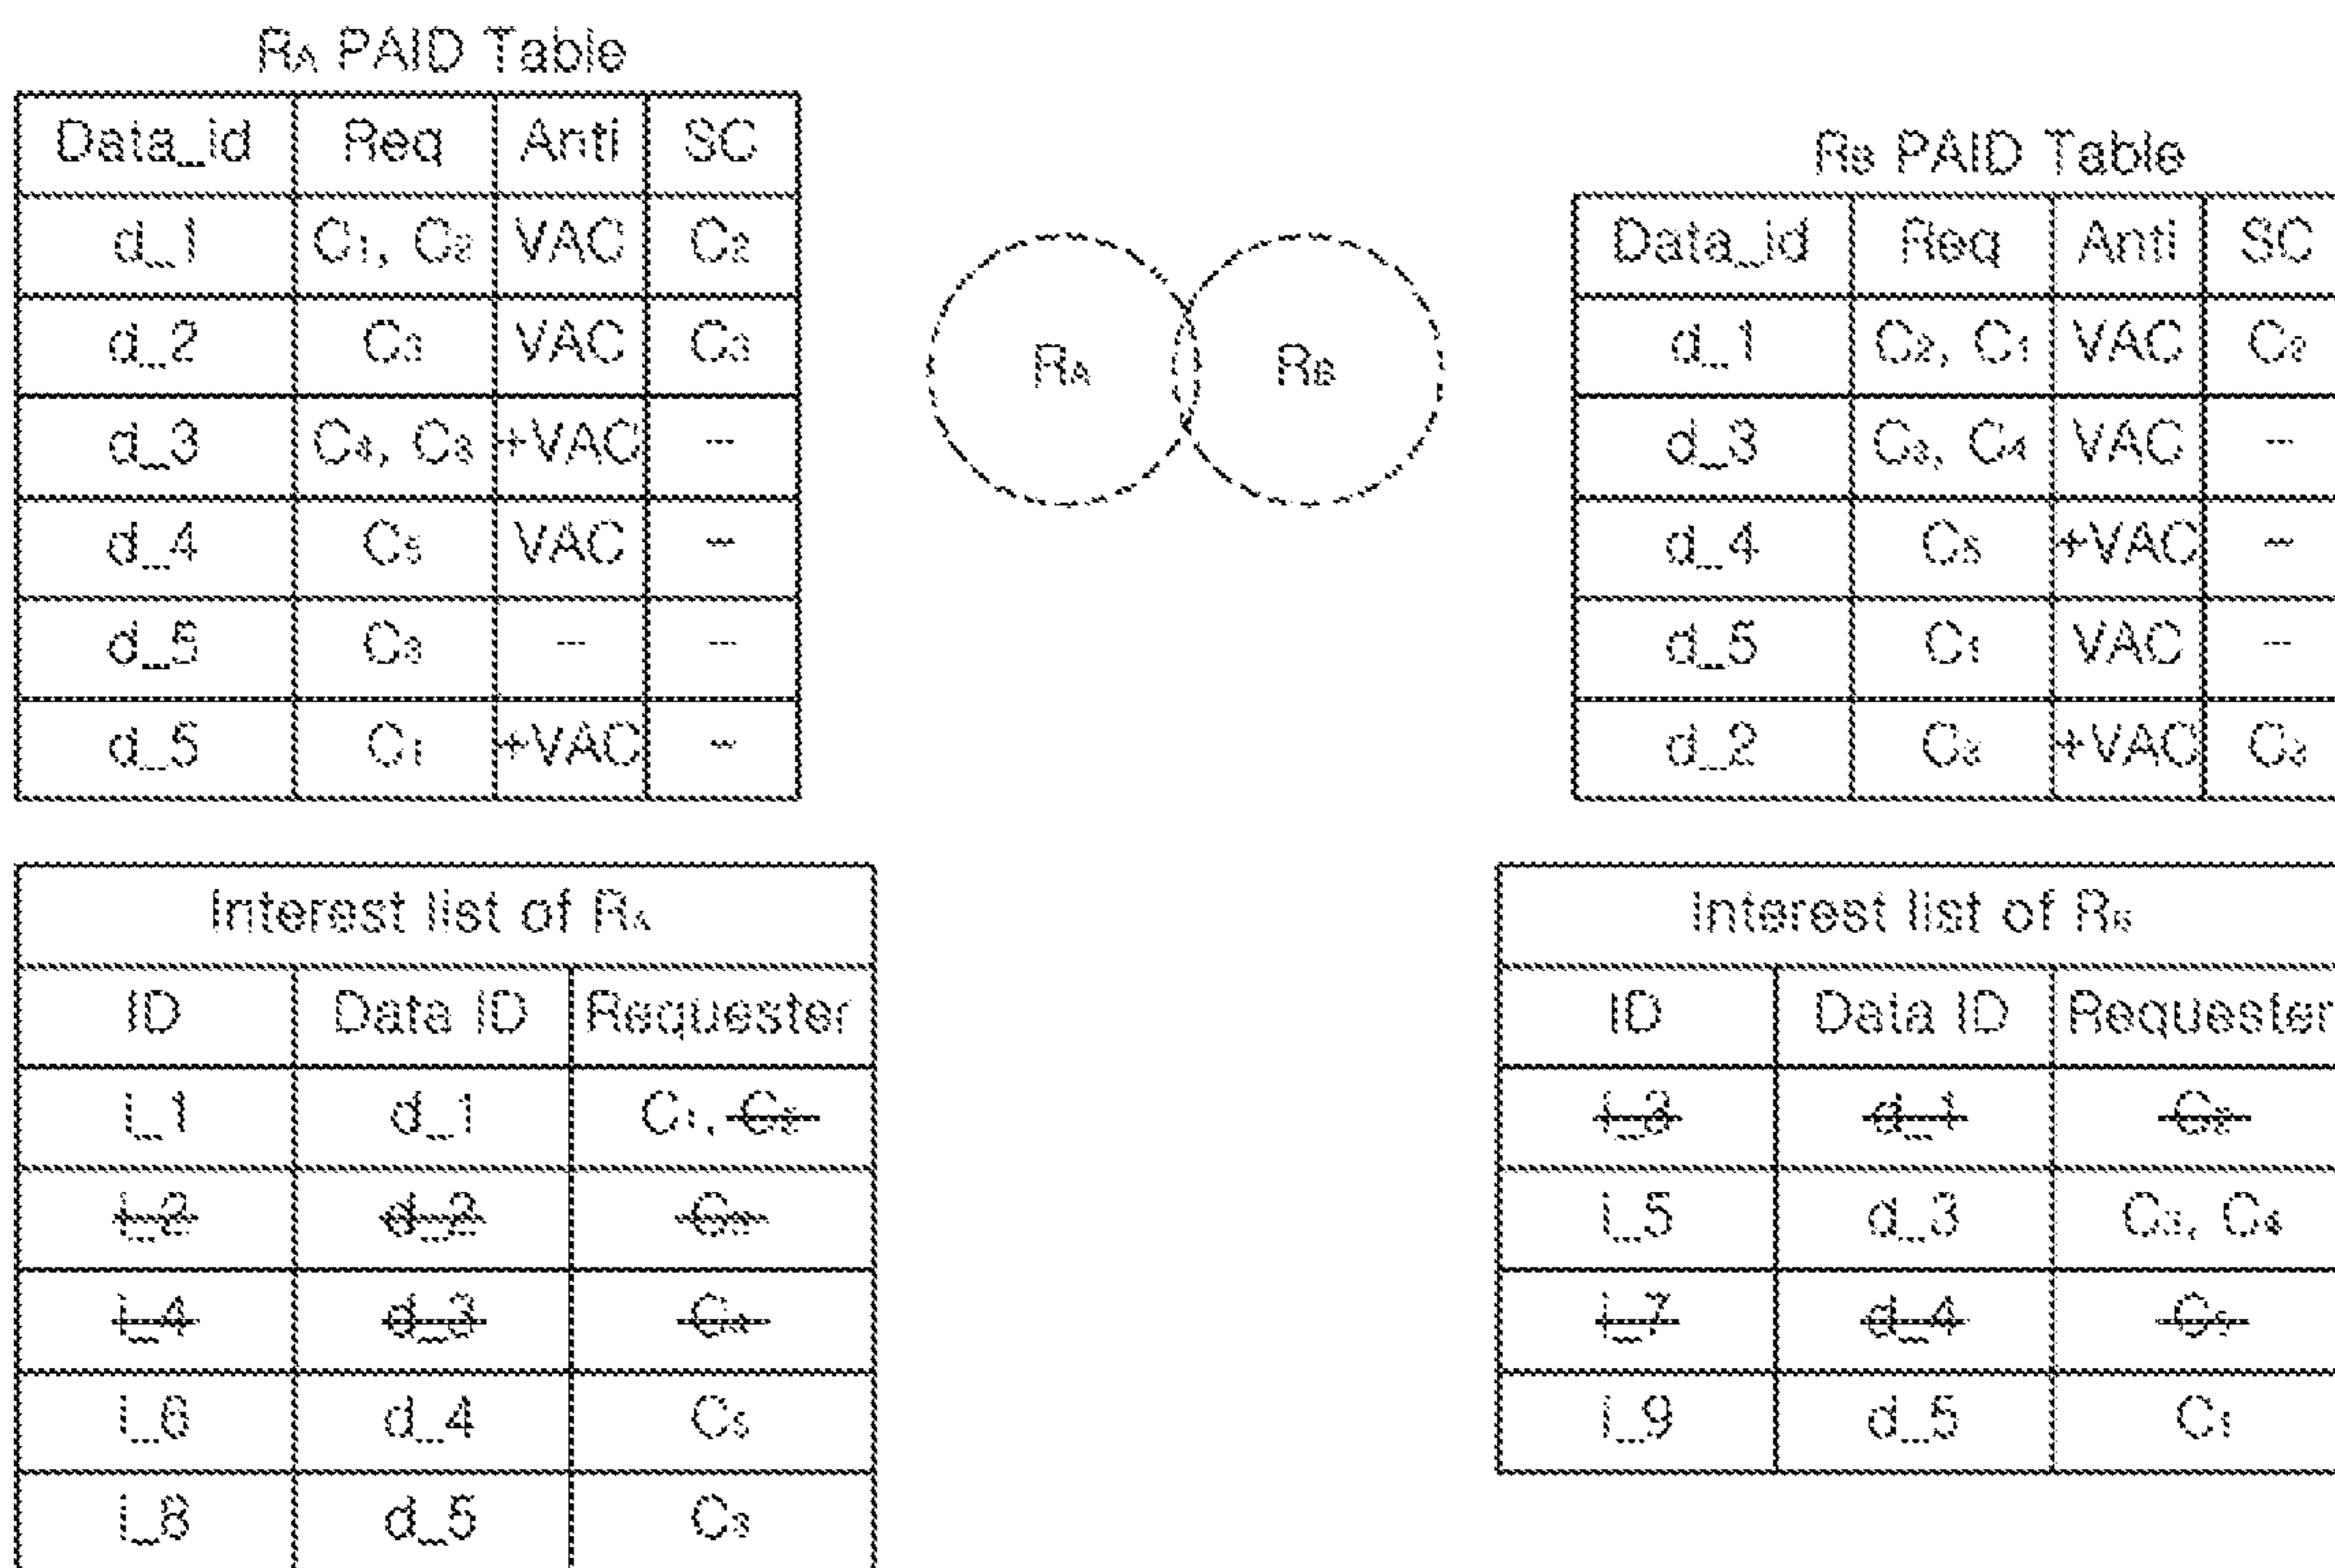 RA PAID Table
Data_id Req Anti SC
d_1 C1, C2 VAC C2
d_2 C3 VAC C3
d_3 C4, C3 +VAC -
d_4 C5 VAC -
d_5 C3 - -
d_5 C1 +VAC -
RA RB
RB PAID Table
Data_id Req Anti SC
d_1 C2, C1 VAC C2
d_3 C3, C4 VAC -
d_4 C5 +VAC -
d_5 C1 VAC -
d_2 C3 +VAC C3
Interest list of RA
ID Data ID Requester
i_1 d_1 C1,
i_2 d_2
i_4 d_3
i_6 d_4 C5
i_8 d_5 C3
Interest list of RB
ID Data ID Requester
i_3 d_1 C2
i_5 d_3 C3, C4
i_7 d_4
i_9 d_5 C1